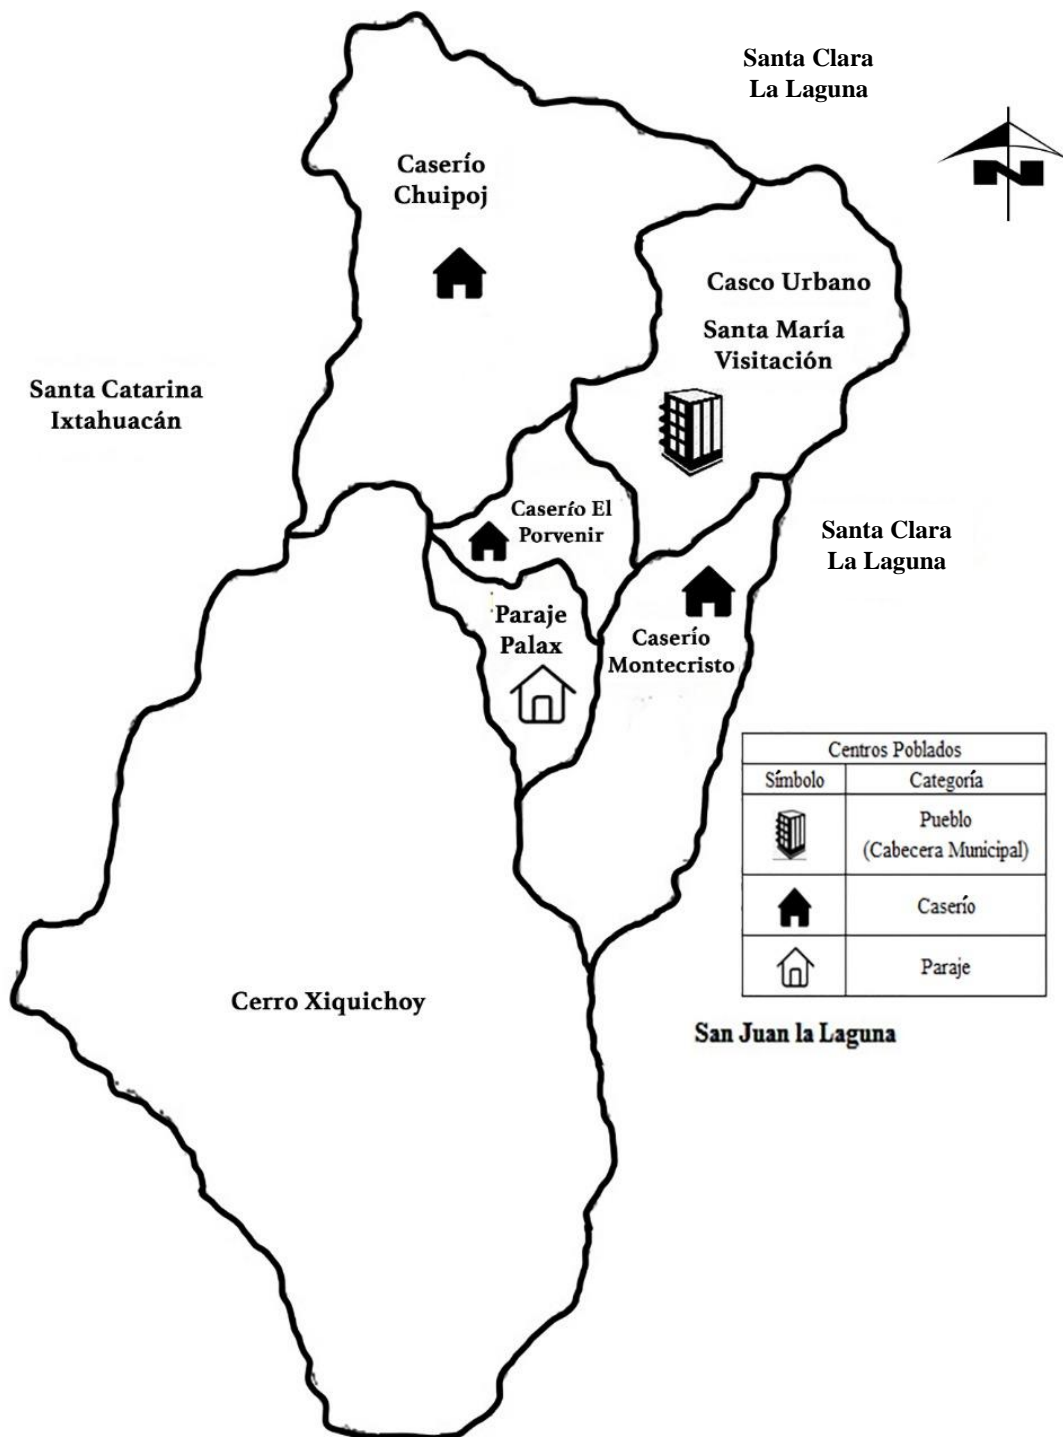 Santa Clara
La Laguna
N
Caserío
Chuipoj
Casco Urbano
Santa María
Visitación
Santa Catarina
Ixtahuacán
Caserío El
Porvenir
Santa Clara
La Laguna
Paraje
Palax
Caserío
Montecristo
Centros Poblados
Símbolo Categoría
Pueblo
(Cabecera Municipal)
Caserío
Paraje
Cerro Xiquichoy
San Juan la Laguna